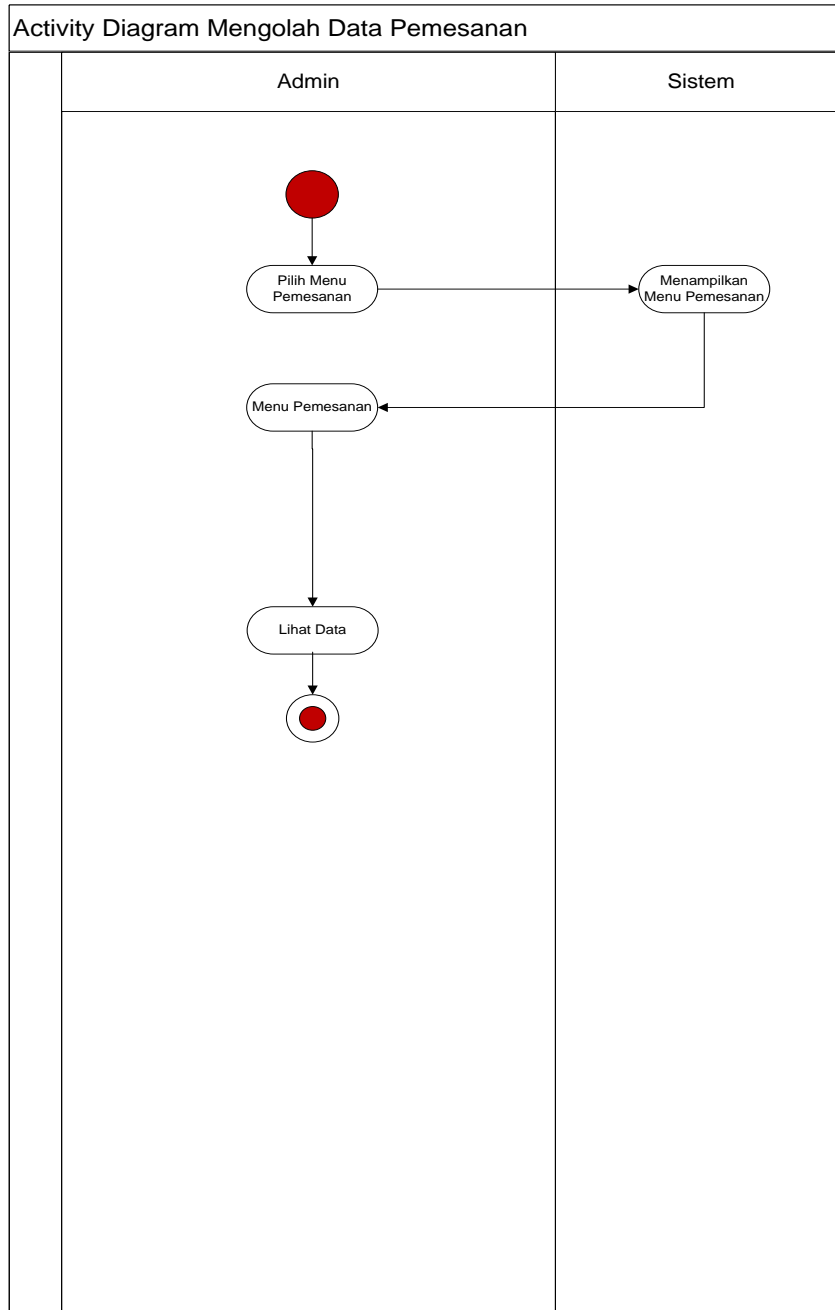 Activity Diagram Mengolah Data Pemesanan
Admin
Sistem
Pilih Menu
Pemesanan
Menampilkan
Menu Pemesanan
Menu Pemesanan
Lihat Data